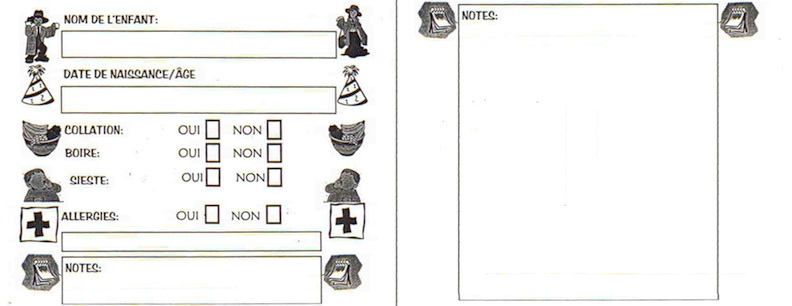 NOM DE L'ENFANT:
DATE DE NAISSANCE/ÂGE
COLLATION: OUI NON
BOIRE: OUI NON
SIESTE: OUI NON
ALLERGIES: OUI NON
NOTES:
NOTES: